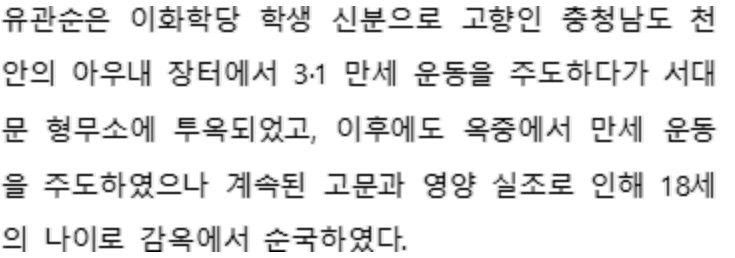 유관순은 이화학당 학생 신분으로 고향인 충청남도 천
안의 아우내 장터에서 3·1 만세 운동을 주도하다가 서대
문 형무소에 투옥되었고, 이후에도 옥중에서 만세 운동
을 주도하였으나 계속된 고문과 영양 실조로 인해 18세
의 나이로 감옥에서 순국하였다.